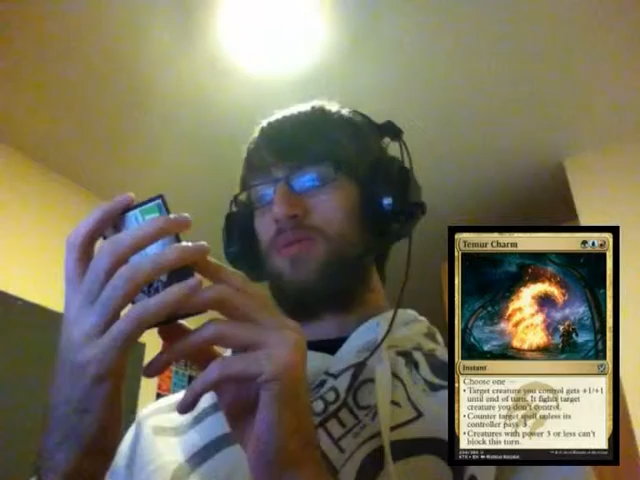 Temur Charm
Instant
Choose one —
• Target creature you control gets +1/+1
until end of turn. It fights target
creature you don't control.
• Counter target spell unless its
controller pays 3.
• Creatures with power 3 or less can't
block this turn.